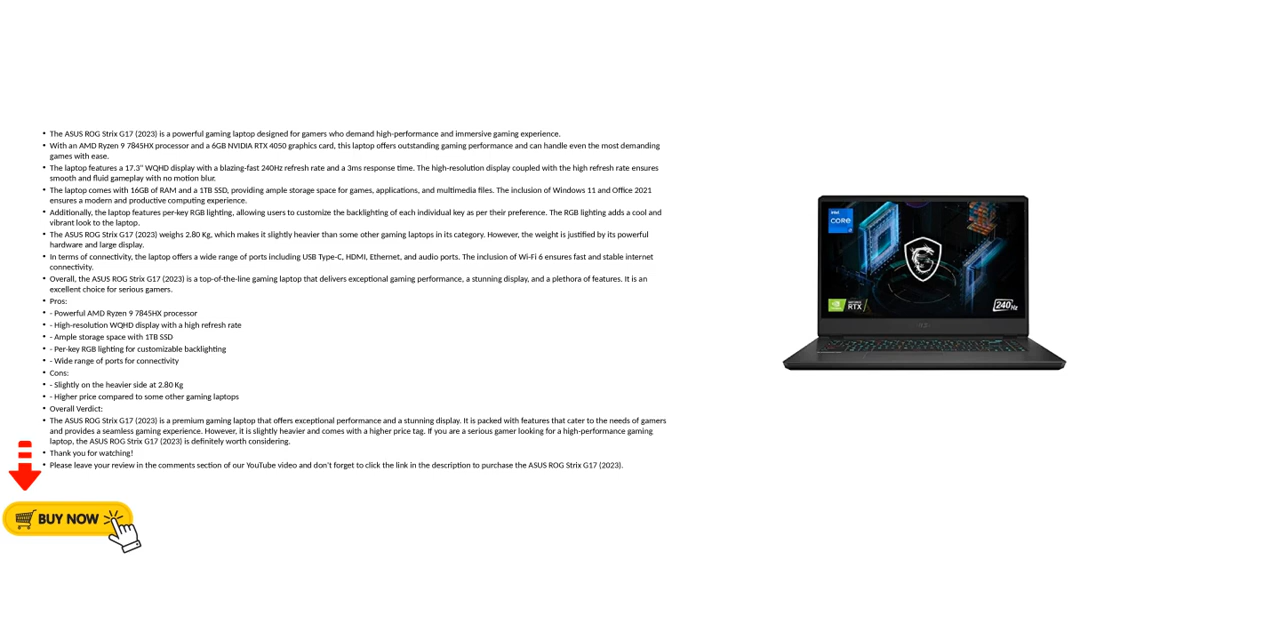 • The ASUS ROG Strix G17 (2023) is a powerful gaming laptop designed for gamers who demand high-performance and immersive gaming experience.
• With an AMD Ryzen 9 7845HX processor and a 6GB NVIDIA RTX 4050 graphics card, this laptop offers outstanding gaming performance and can handle even the most demanding
games with ease.
• The laptop features a 17.3" WQHD display with a blazing-fast 240Hz refresh rate and a 3ms response time. The high-resolution display coupled with the high refresh rate ensures
smooth and fluid gameplay with no motion blur.
• The laptop comes with 16GB of RAM and a 1TB SSD, providing ample storage space for games, applications, and multimedia files. The inclusion of Windows 11 and Office 2021
ensures a modern and productive computing experience.
• Additionally, the laptop features per-key RGB lighting, allowing users to customize the backlighting of each individual key as per their preference. The RGB lighting adds a cool and
vibrant look to the laptop.
• The ASUS ROG Strix G17 (2023) weighs 2.80 Kg, which makes it slightly heavier than some other gaming laptops in its category. However, the weight is justified by its powerful
hardware and large display.
• In terms of connectivity, the laptop offers a wide range of ports including USB Type-C, HDMI, Ethernet, and audio ports. The inclusion of Wi-Fi 6 ensures fast and stable internet
connectivity.
• Overall, the ASUS ROG Strix G17 (2023) is a top-of-the-line gaming laptop that delivers exceptional gaming performance, a stunning display, and a plethora of features. It is an
excellent choice for serious gamers.
• Pros:
• - Powerful AMD Ryzen 9 7845HX processor
• - High-resolution WQHD display with a high refresh rate
• - Ample storage space with 1TB SSD
• - Per-key RGB lighting for customizable backlighting
• - Wide range of ports for connectivity
• Cons:
• - Slightly on the heavier side at 2.80 Kg
• - Higher price compared to some other gaming laptops
• Overall Verdict:
• The ASUS ROG Strix G17 (2023) is a premium gaming laptop that offers exceptional performance and a stunning display. It is packed with features that cater to the needs of gamers
and provides a seamless gaming experience. However, it is slightly heavier and comes with a higher price tag. If you are a serious gamer looking for a high-performance gaming
laptop, the ASUS ROG Strix G17 (2023) is definitely worth considering.
• Thank you for watching!
• Please leave your review in the comments section of our YouTube video and don't forget to click the link in the description to purchase the ASUS ROG Strix G17 (2023).
BUY NOW
intel
CORE
RTX
240Hz